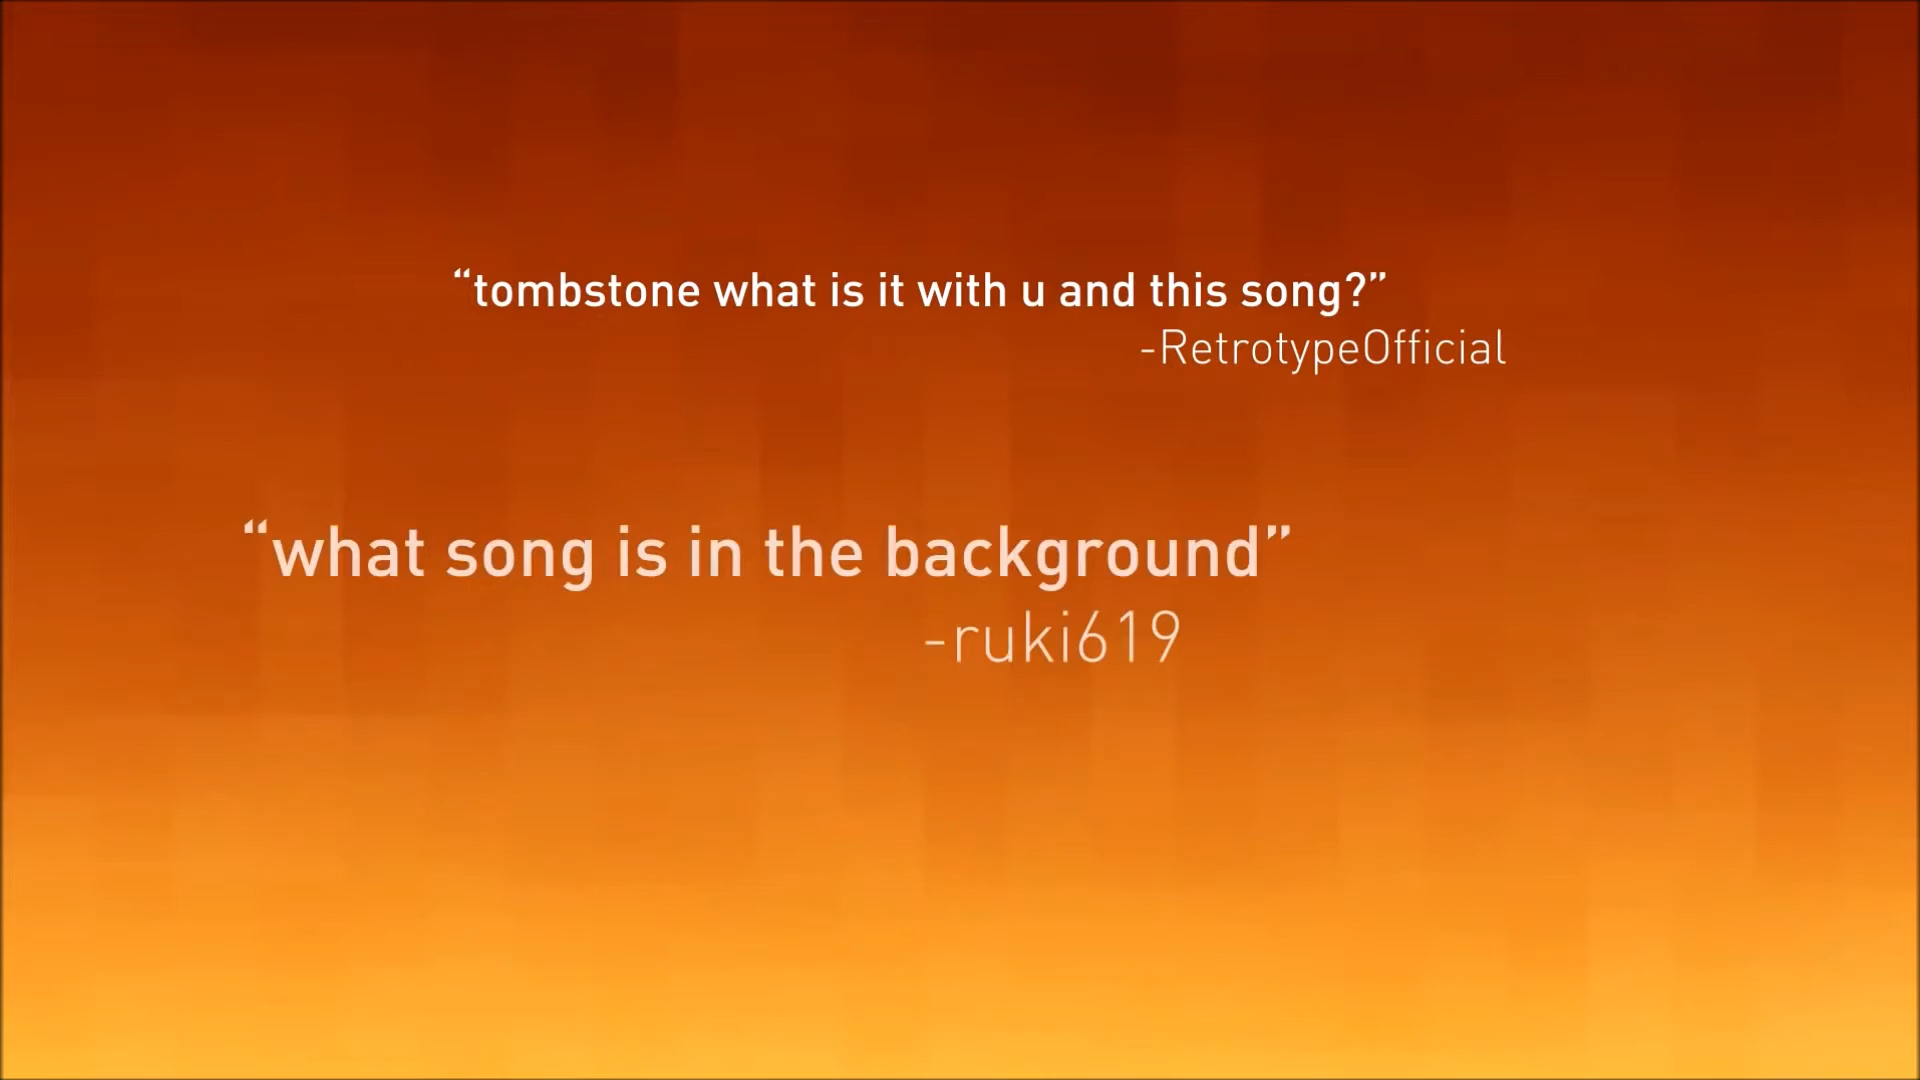 “tombstone what is it with u and this song?”
-RetrotypeOfficial
“what song is in the background”
-ruki619